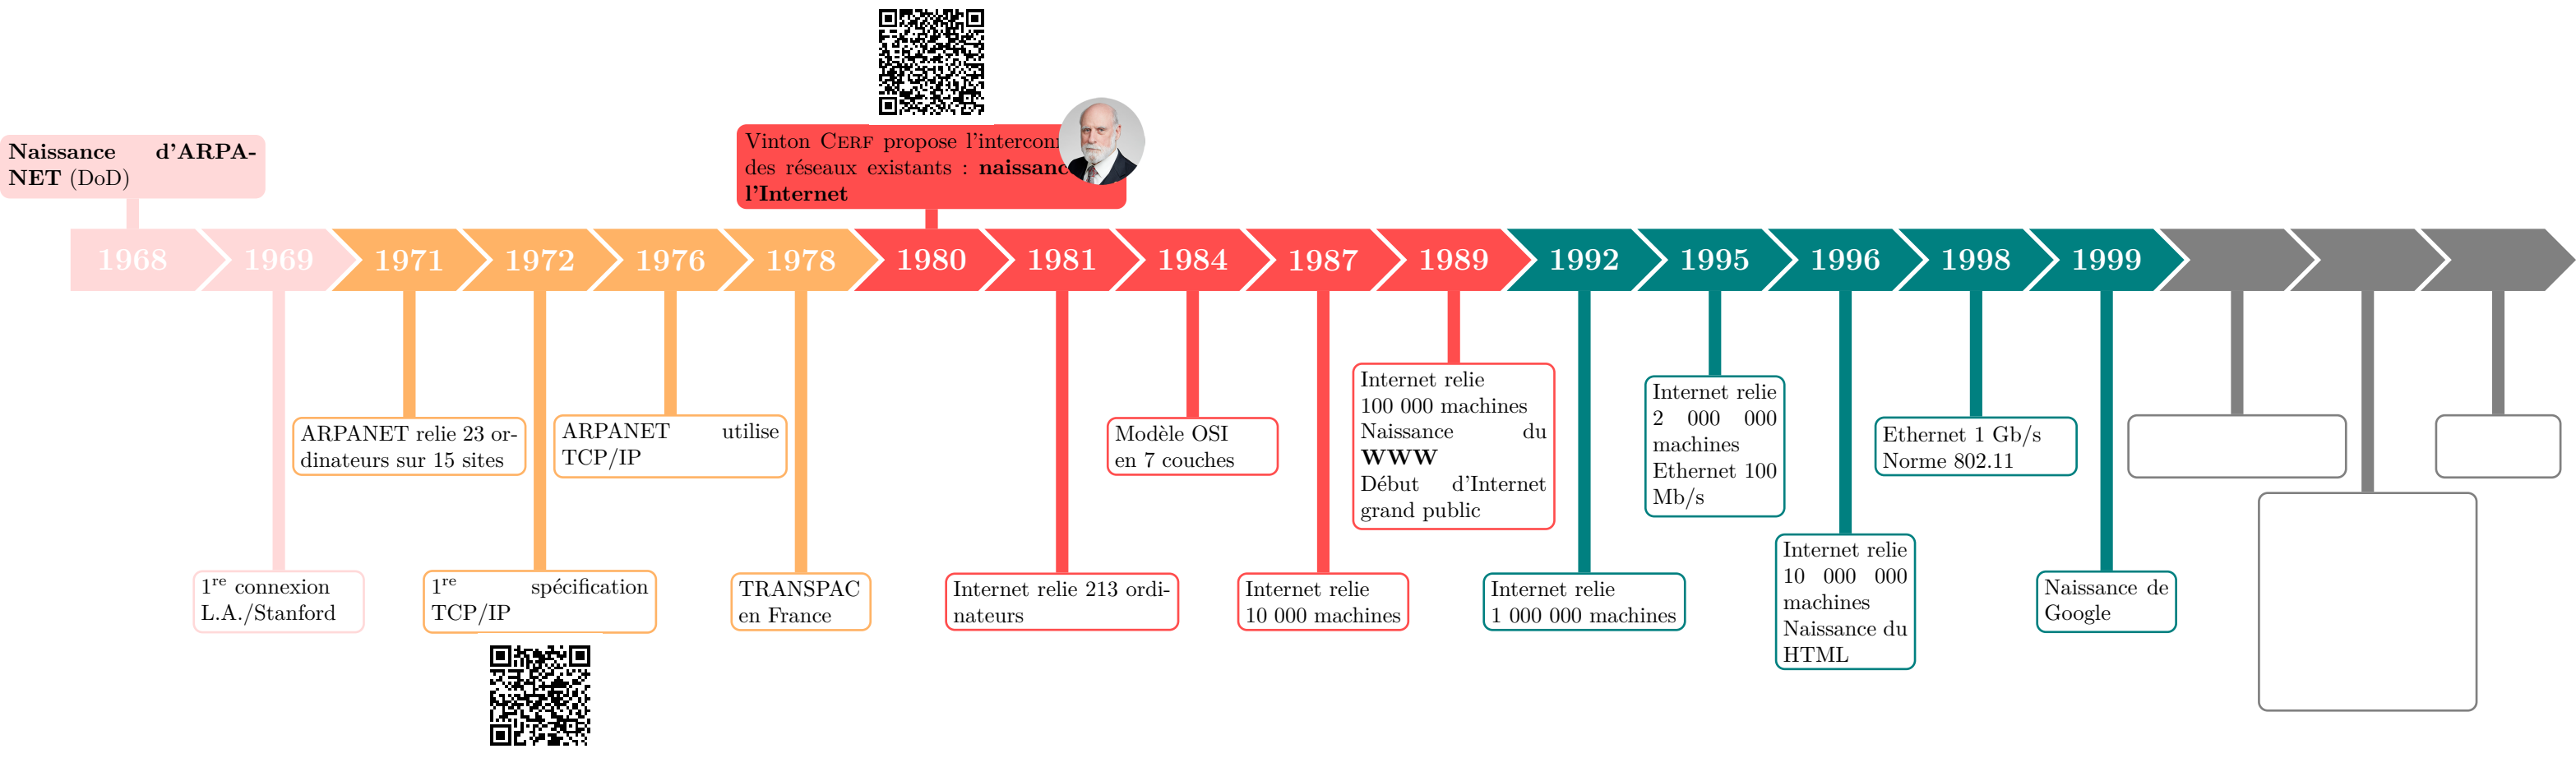 Naissance d'ARPA-
NET (DoD)
Vinton CERF propose l'interconn
des réseaux existants : naissanc
l'Internet
1968
1969
1971
1972
1976
1978
1980
1981
1984
1987
1989
1992
1995
1996
1998
1999
1re connexion
L.A./Stanford
ARPANET relie 23 or-
dinateurs sur 15 sites
1re spécification
TCP/IP
ARPANET utilise
TCP/IP
TRANSPAC
en France
Internet relie 213 ordi-
nateurs
Modèle OSI
en 7 couches
Internet relie
10 000 machines
Internet relie
100 000 machines
Naissance du
WWW
Début d'Internet
grand public
Internet relie
1 000 000 machines
Internet relie
2 000 000
machines
Ethernet 100
Mb/s
Internet relie
10 000 000
machines
Naissance du
HTML
Ethernet 1 Gb/s
Norme 802.11
Naissance de
Google